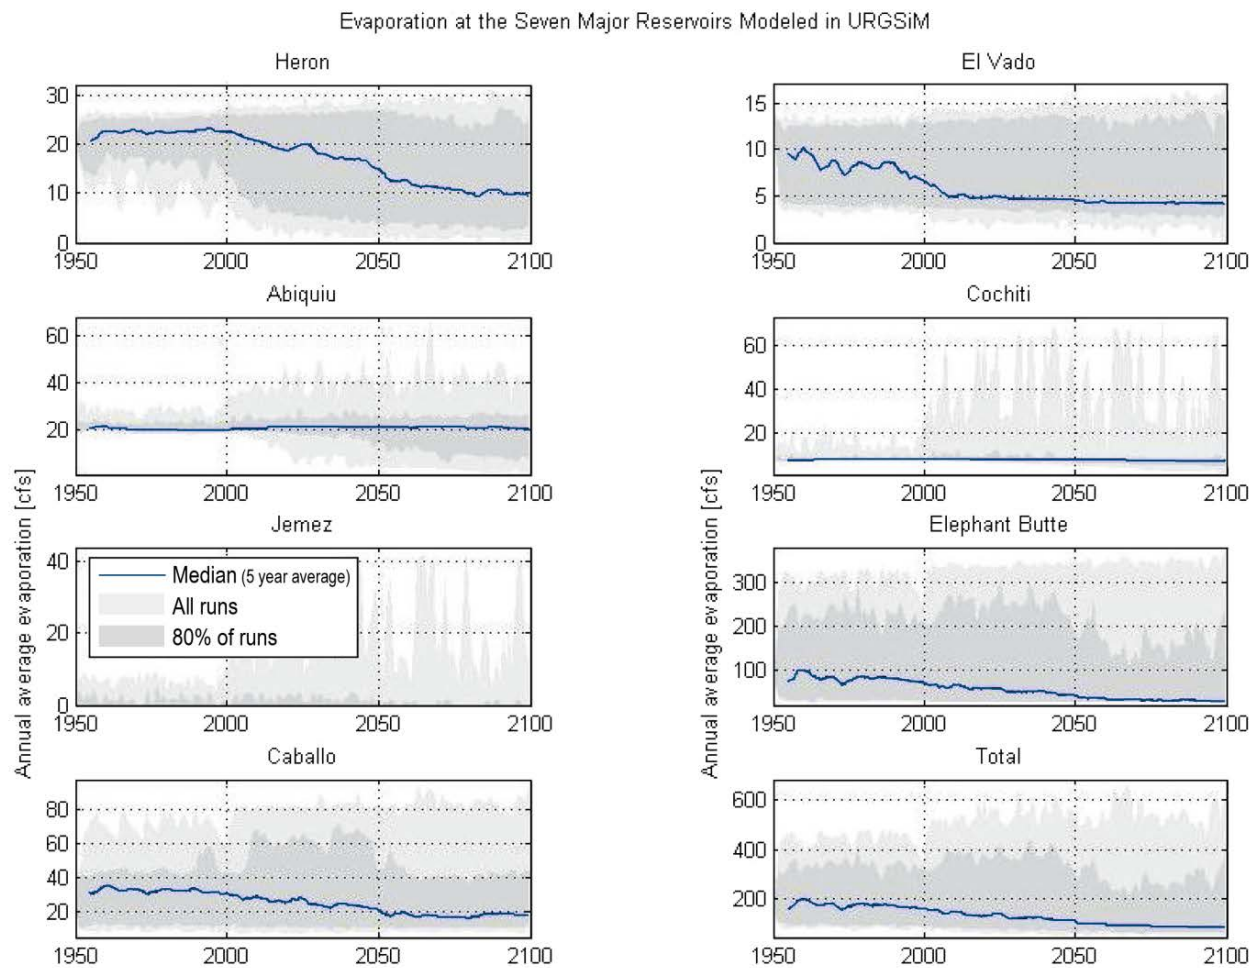 Evaporation at the Seven Major Reservoirs Modeled in URGSiM
Heron
30
20
10
0
1950 2000 2050 2100
El Vado
15
10
5
0
1950 2000 2050 2100
Abiquiu
60
40
20
1950 2000 2050 2100
Cochiti
60
40
20
1950 2000 2050 2100
Annual average evaporation [cfs]
Jemez
40
20
0
1950 2000 2050 2100
Median (5 year average)
All runs
80% of runs
Annual average evaporation [cfs]
Elephant Butte
300
200
100
1950 2000 2050 2100
Caballo
80
60
40
20
1950 2000 2050 2100
Total
600
400
200
1950 2000 2050 2100